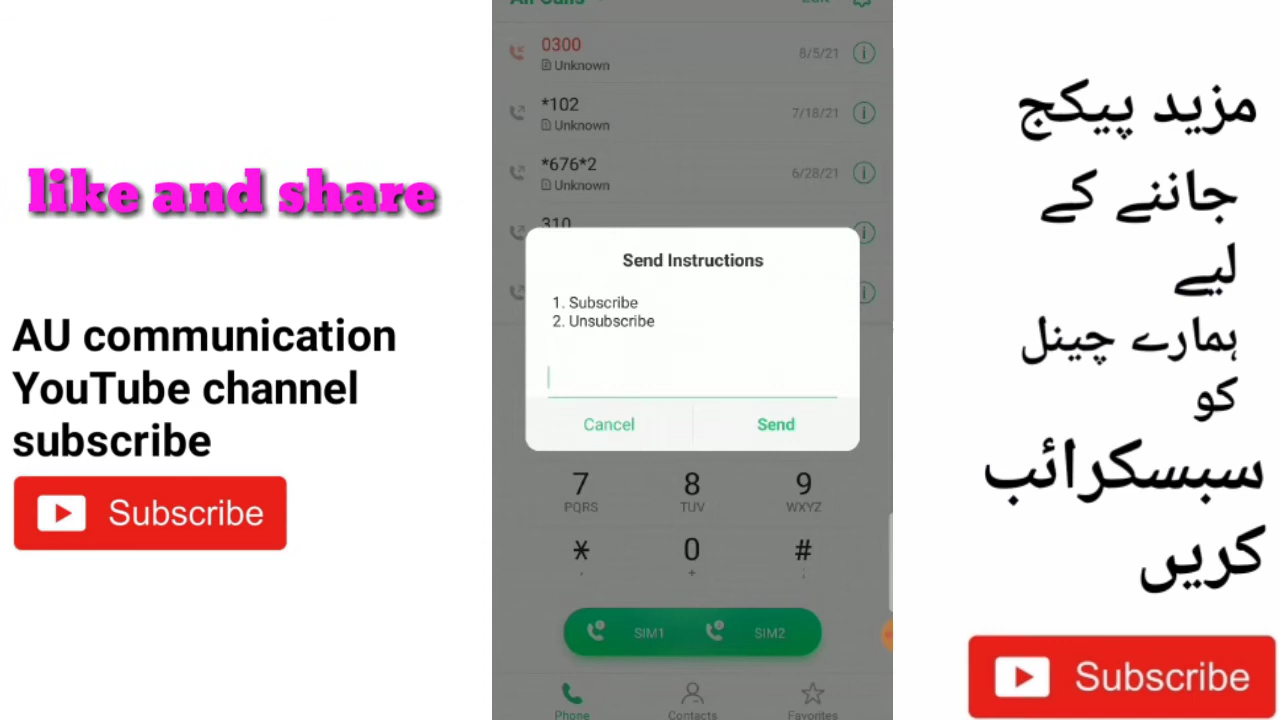 like and share
AU communication
YouTube channel
subscribe
Subscribe
All Calls
Edit
0300
Unknown
8/5/21
*102
Unknown
7/18/21
*676*2
Unknown
6/28/21
310
Send Instructions
1. Subscribe
2. Unsubscribe
Cancel
Send
7
PQRS
8
TUV
9
WXYZ
*
,
0
+
#
;
SIM1
SIM2
Phone
Contacts
Favorites
مزید پیکج
جاننے کے
لیے
ہمارے چینل
کو
سبسکرائب
کریں
Subscribe